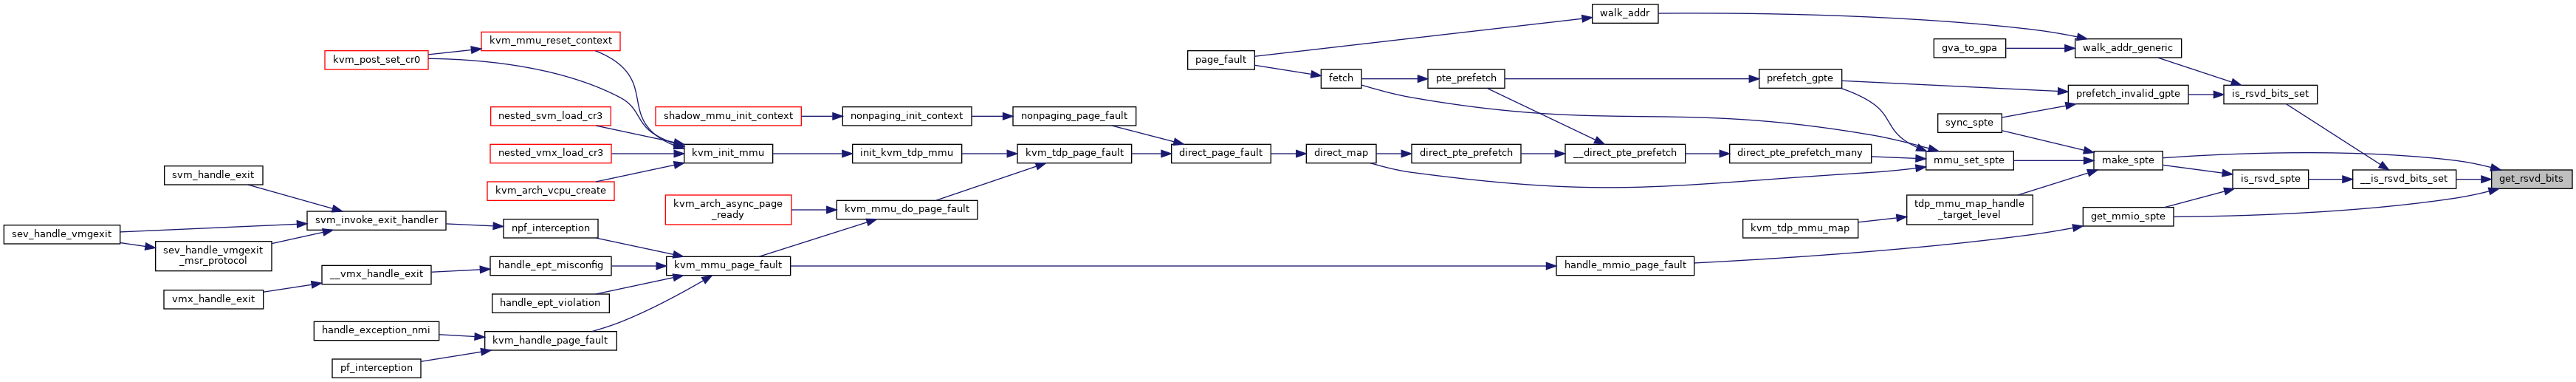 walk_addr
kvm_mmu_reset_context
walk_addr_generic
gva_to_gpa
kvm_post_set_cr0
page_fault
fetch
pte_prefetch
prefetch_gpte
prefetch_invalid_gpte
is_rsvd_bits_set
nested_svm_load_cr3
shadow_mmu_init_context
nonpaging_init_context
nonpaging_page_fault
sync_spte
nested_vmx_load_cr3
kvm_init_mmu
init_kvm_tdp_mmu
kvm_tdp_page_fault
direct_page_fault
direct_map
direct_pte_prefetch
__direct_pte_prefetch
direct_pte_prefetch_many
mmu_set_spte
make_spte
svm_handle_exit
is_rsvd_spte
__is_rsvd_bits_set
get_rsvd_bits
kvm_arch_vcpu_create
kvm_arch_async_page
_ready
kvm_mmu_do_page_fault
tdp_mmu_map_handle
_target_level
get_mmio_spte
svm_invoke_exit_handler
npf_interception
kvm_tdp_mmu_map
sev_handle_vmgexit
sev_handle_vmgexit
_msr_protocol
handle_ept_misconfig
kvm_mmu_page_fault
handle_mmio_page_fault
__vmx_handle_exit
vmx_handle_exit
handle_ept_violation
handle_exception_nmi
kvm_handle_page_fault
pf_interception